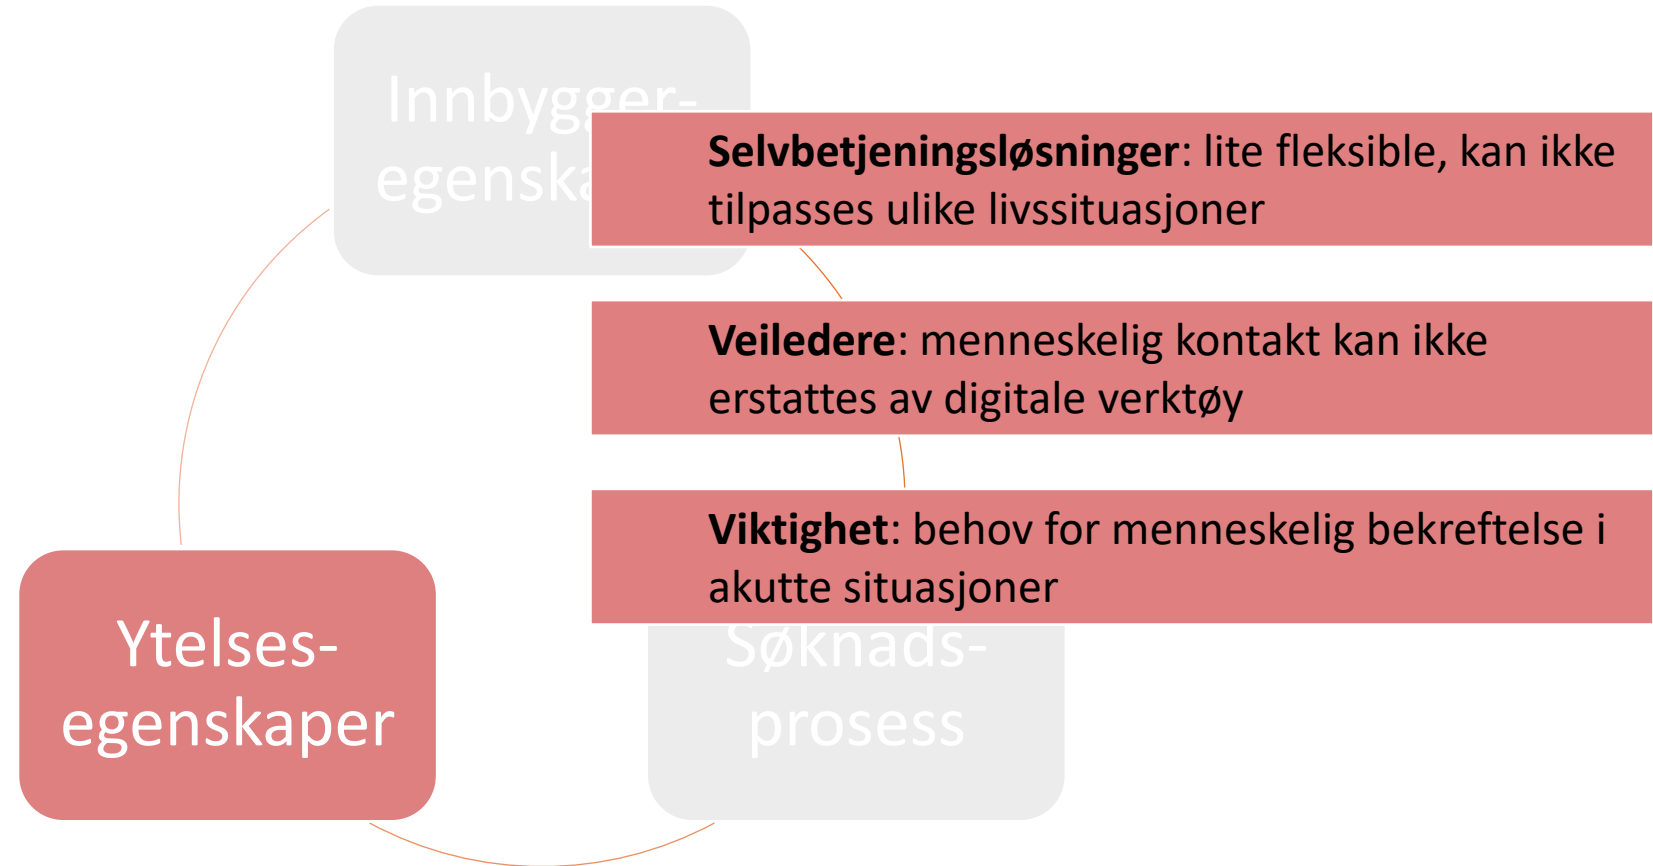 Innbygger-
egenska
Selvbetjeningsløsninger: lite fleksible, kan ikke
tilpasses ulike livssituasjoner
Veiledere: menneskelig kontakt kan ikke
erstattes av digitale verktøy
Viktighet: behov for menneskelig bekreftelse i
akutte situasjoner
Ytelses-
egenskaper
Søknads-
prosess